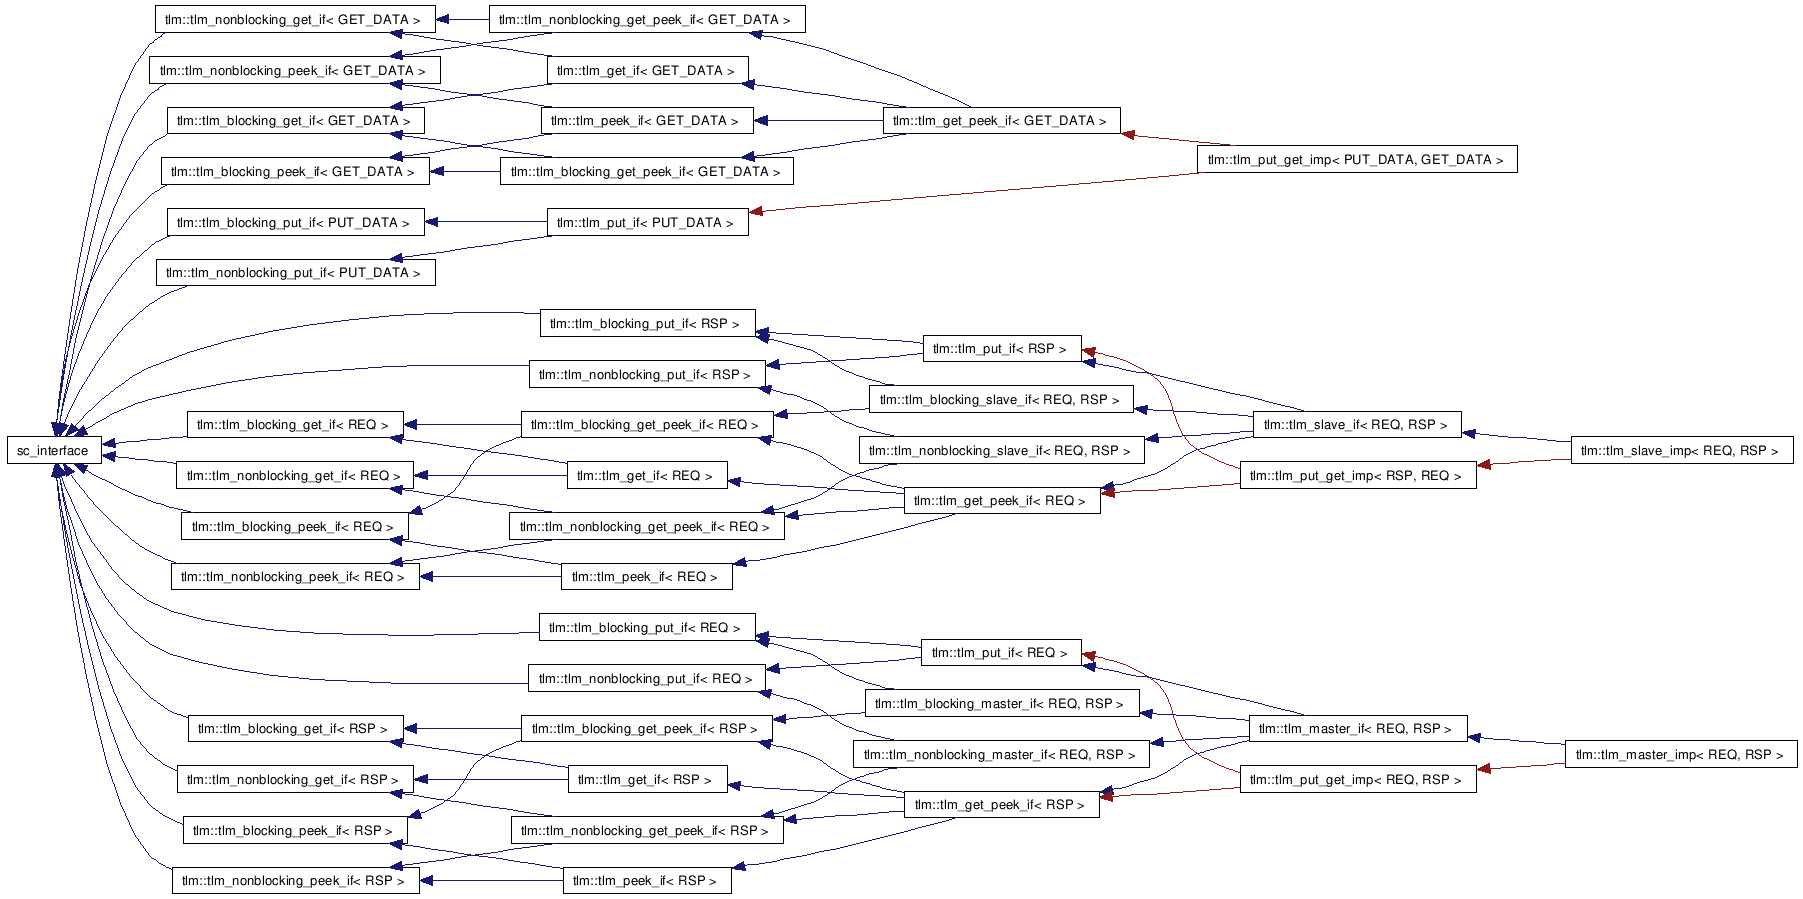 tlm::tlm_nonblocking_get_if< GET_DATA >
tlm::tlm_nonblocking_get_peek_if< GET_DATA >
tlm::tlm_nonblocking_peek_if< GET_DATA >
tlm::tlm_get_if< GET_DATA >
tlm::tlm_blocking_get_if< GET_DATA >
tlm::tlm_peek_if< GET_DATA >
tlm::tlm_get_peek_if< GET_DATA >
tlm::tlm_put_get_imp< PUT_DATA, GET_DATA >
tlm::tlm_blocking_peek_if< GET_DATA >
tlm::tlm_blocking_get_peek_if< GET_DATA >
tlm::tlm_blocking_put_if< PUT_DATA >
tlm::tlm_put_if< PUT_DATA >
tlm::tlm_nonblocking_put_if< PUT_DATA >
tlm::tlm_blocking_put_if< RSP >
tlm::tlm_put_if< RSP >
tlm::tlm_nonblocking_put_if< RSP >
tlm::tlm_blocking_slave_if< REQ, RSP >
tlm::tlm_blocking_get_if< REQ >
tlm::tlm_blocking_get_peek_if< REQ >
tlm::tlm_slave_if< REQ, RSP >
sc_interface
tlm::tlm_nonblocking_slave_if< REQ, RSP >
tlm::tlm_slave_imp< REQ, RSP >
tlm::tlm_nonblocking_get_if< REQ >
tlm::tlm_get_if< REQ >
tlm::tlm_put_get_imp< RSP, REQ >
tlm::tlm_get_peek_if< REQ >
tlm::tlm_blocking_peek_if< REQ >
tlm::tlm_nonblocking_get_peek_if< REQ >
tlm::tlm_nonblocking_peek_if< REQ >
tlm::tlm_peek_if< REQ >
tlm::tlm_blocking_put_if< REQ >
tlm::tlm_put_if< REQ >
tlm::tlm_nonblocking_put_if< REQ >
tlm::tlm_blocking_master_if< REQ, RSP >
tlm::tlm_blocking_get_if< RSP >
tlm::tlm_blocking_get_peek_if< RSP >
tlm::tlm_master_if< REQ, RSP >
tlm::tlm_nonblocking_master_if< REQ, RSP >
tlm::tlm_master_imp< REQ, RSP >
tlm::tlm_nonblocking_get_if< RSP >
tlm::tlm_get_if< RSP >
tlm::tlm_put_get_imp< REQ, RSP >
tlm::tlm_get_peek_if< RSP >
tlm::tlm_blocking_peek_if< RSP >
tlm::tlm_nonblocking_get_peek_if< RSP >
tlm::tlm_nonblocking_peek_if< RSP >
tlm::tlm_peek_if< RSP >